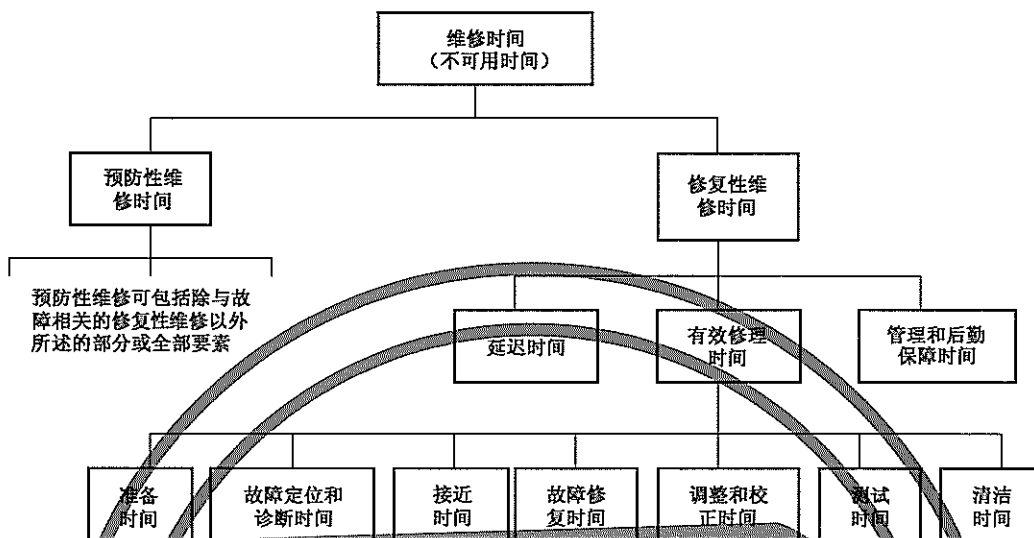 维修时间
（不可用时间）
预防性维
修时间
修复性维
修时间
预防性维修可包括除与故
障相关的修复性维修以外
所述的部分或全部要素
延迟时间
有效修理
时间
管理和后勤
保障时间
准备
时间
故障定位和
诊断时间
接近
时间
故障修
复时间
调整和校
正时间
测试
时间
清洁
时间